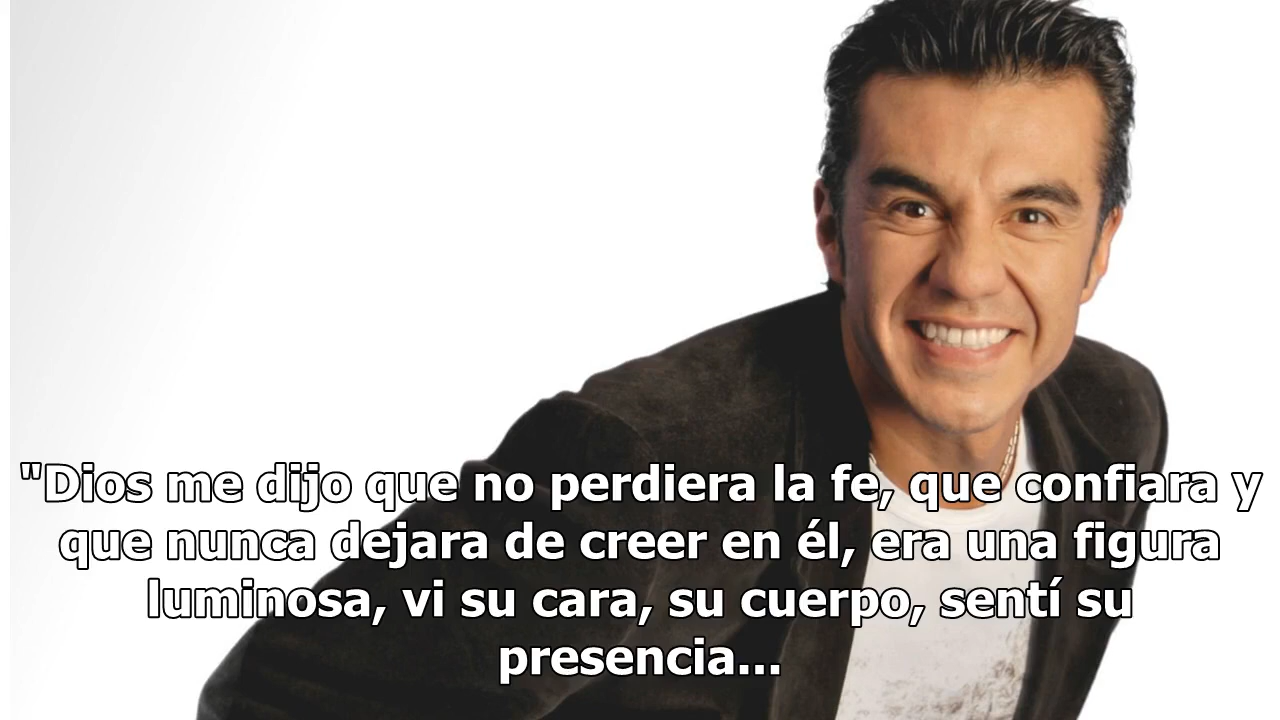 "Dios me dijo que no perdiera la fe, que confiara y
que nunca dejara de creer en él, era una figura
luminosa, vi su cara, su cuerpo, sentí su
presencia...